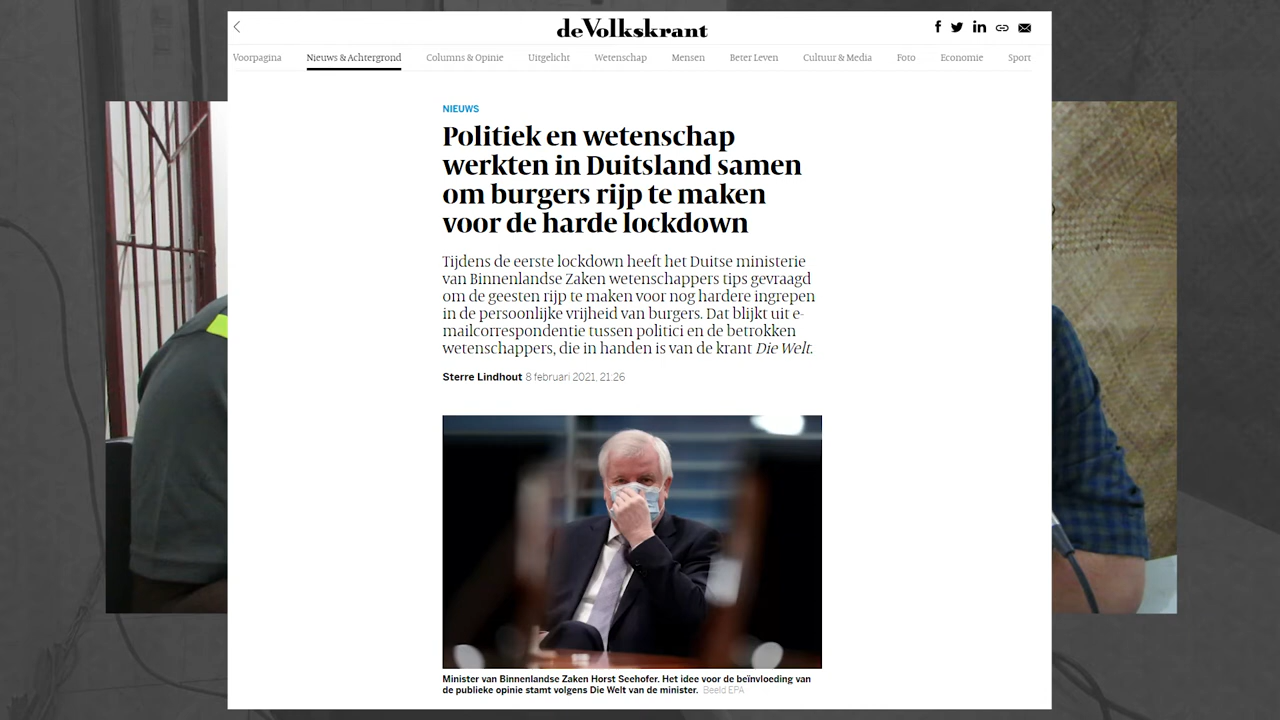 deVolkskrant
Voorpagina Nieuws & Achtergrond Columns & Opinie Uitgelicht Wetenschap Mensen Beter Leven Cultuur & Media Foto Economie Sport
NIEUWS
Politiek en wetenschap
werkten in Duitsland samen
om burgers rijp te maken
voor de harde lockdown
Tijdens de eerste lockdown heeft het Duitse ministerie
van Binnenlandse Zaken wetenschappers tips gevraagd
om de geesten rijp te maken voor nog hardere ingrepen
in de persoonlijke vrijheid van burgers. Dat blijkt uit e-
mailcorrespondentie tussen politici en de betrokken
wetenschappers, die in handen is van de krant Die Welt.
Sterre Lindhout 8 februari 2021, 21:26
Minister van Binnenlandse Zaken Horst Seehofer. Het idee voor de beïnvloeding van
de publieke opinie stamt volgens Die Welt van de minister. Beeld EPA